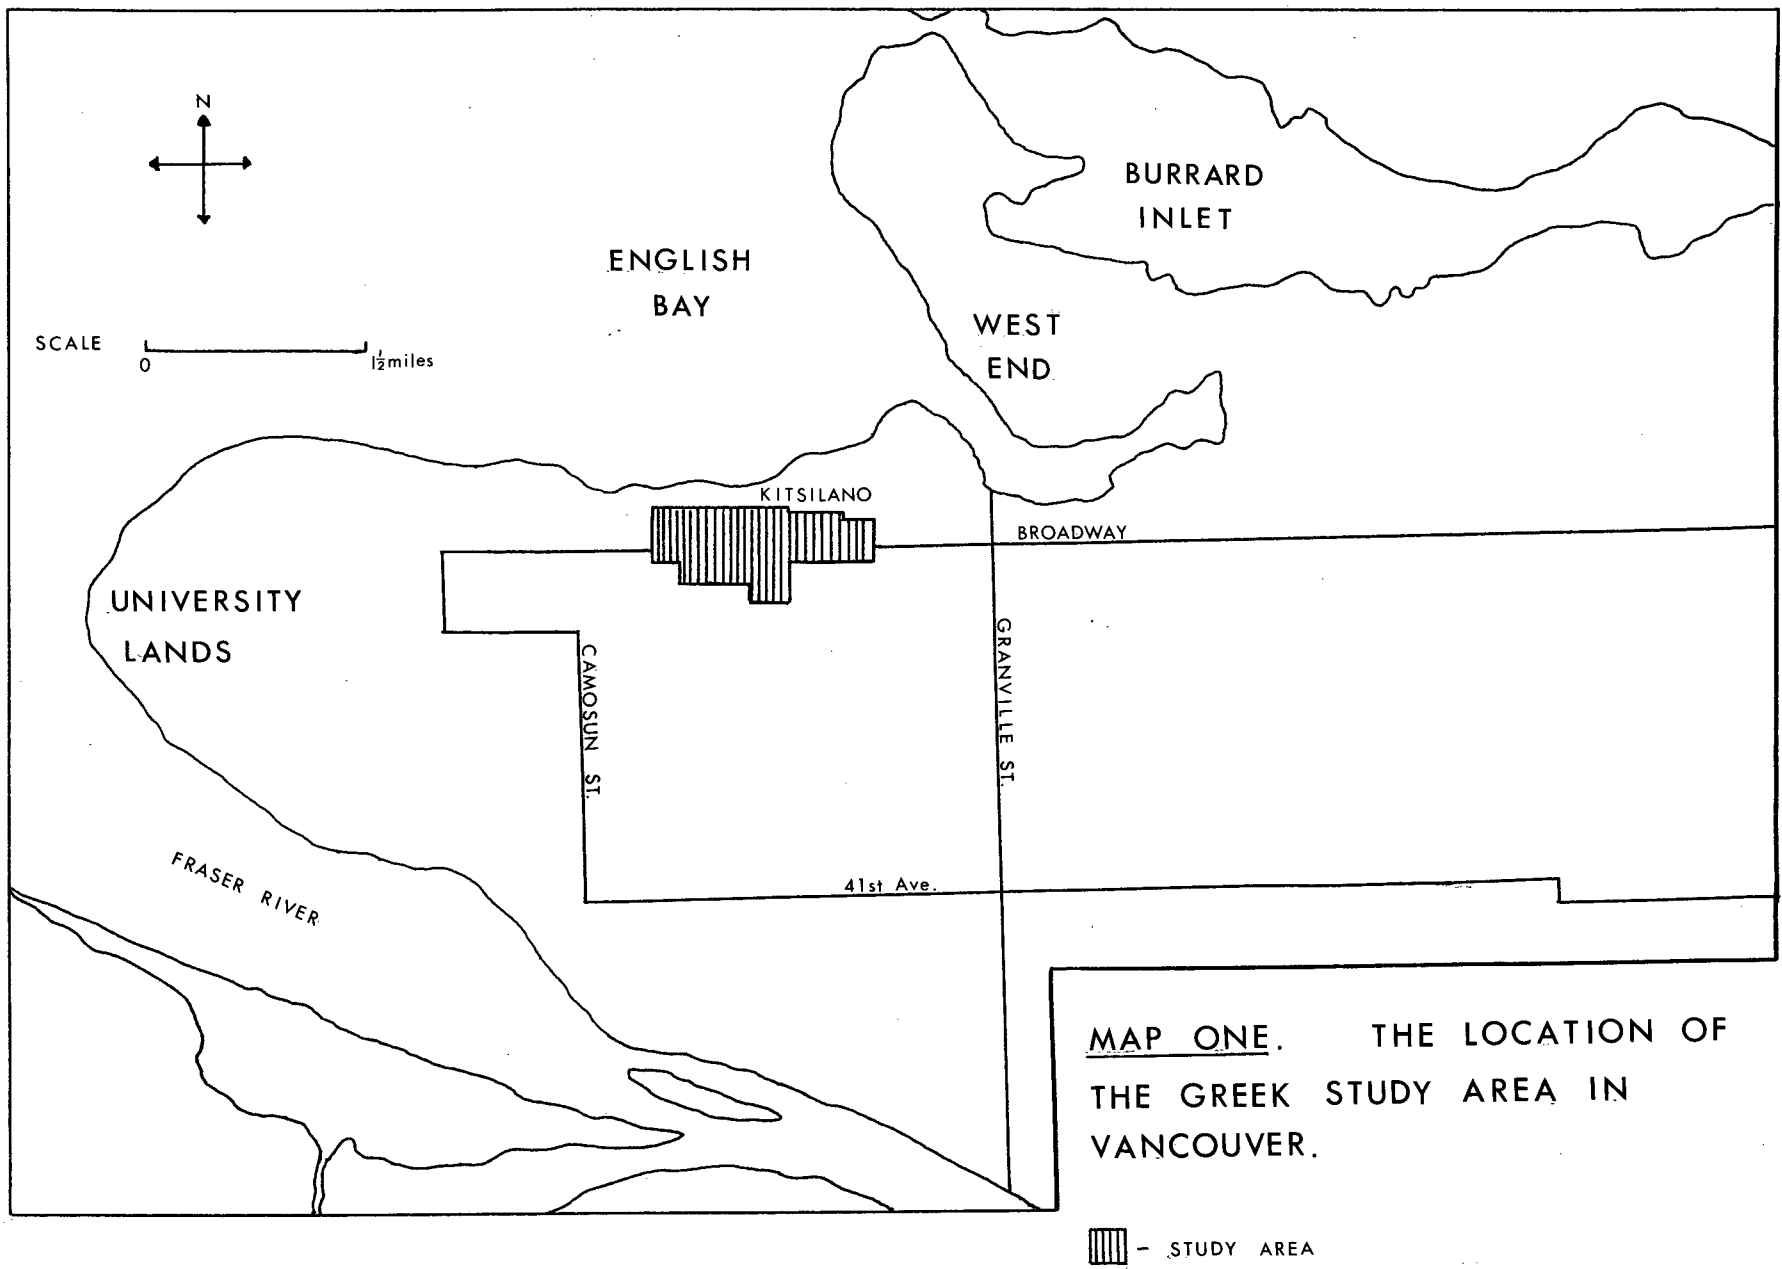 N
BURRARD
INLET
ENGLISH
BAY
WEST
END
SCALE
0
1½ miles
KITSILANO
BROADWAY
UNIVERSITY
LANDS
CAMOSUN ST.
GRANVILLE ST.
41st Ave.
FRASER RIVER
MAP ONE. THE LOCATION OF
THE GREEK STUDY AREA IN
VANCOUVER.
- STUDY AREA